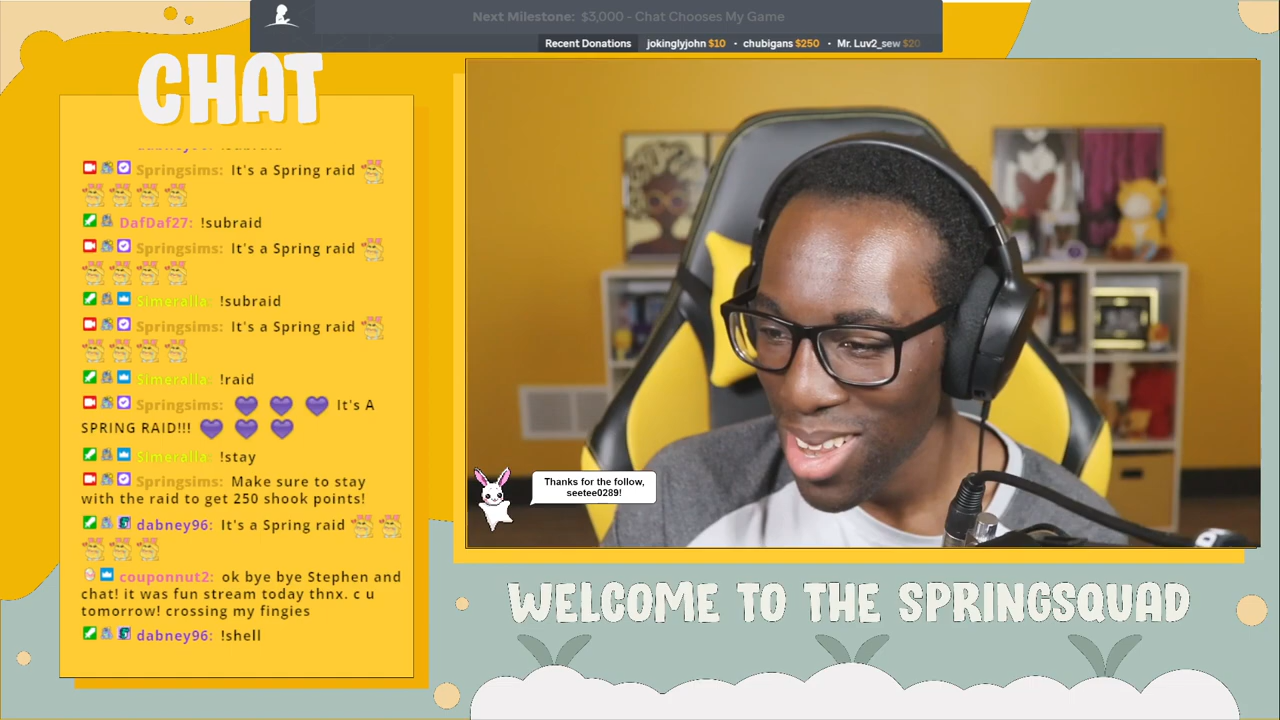 Next Milestone: $3,000 - Chat Chooses My Game
Recent Donations jokinglyjohn $10 • chubigans $250 • Mr. Luv2_sew $20
CHAT
Springsims: It's a Spring raid
DafDaf27: !subraid
Springsims: It's a Spring raid
Simeralla: !subraid
Springsims: It's a Spring raid
Simeralla: !raid
Springsims: It's A
SPRING RAID!!!
Simeralla: !stay
Springsims: Make sure to stay
with the raid to get 250 shook points!
dabney96: It's a Spring raid
couponnut2: ok bye bye Stephen and
chat! it was fun stream today thnx. c u
tomorrow! crossing my fingies
dabney96: !shell
Thanks for the follow,
seetee0289!
WELCOME TO THE SPRINGSQUAD